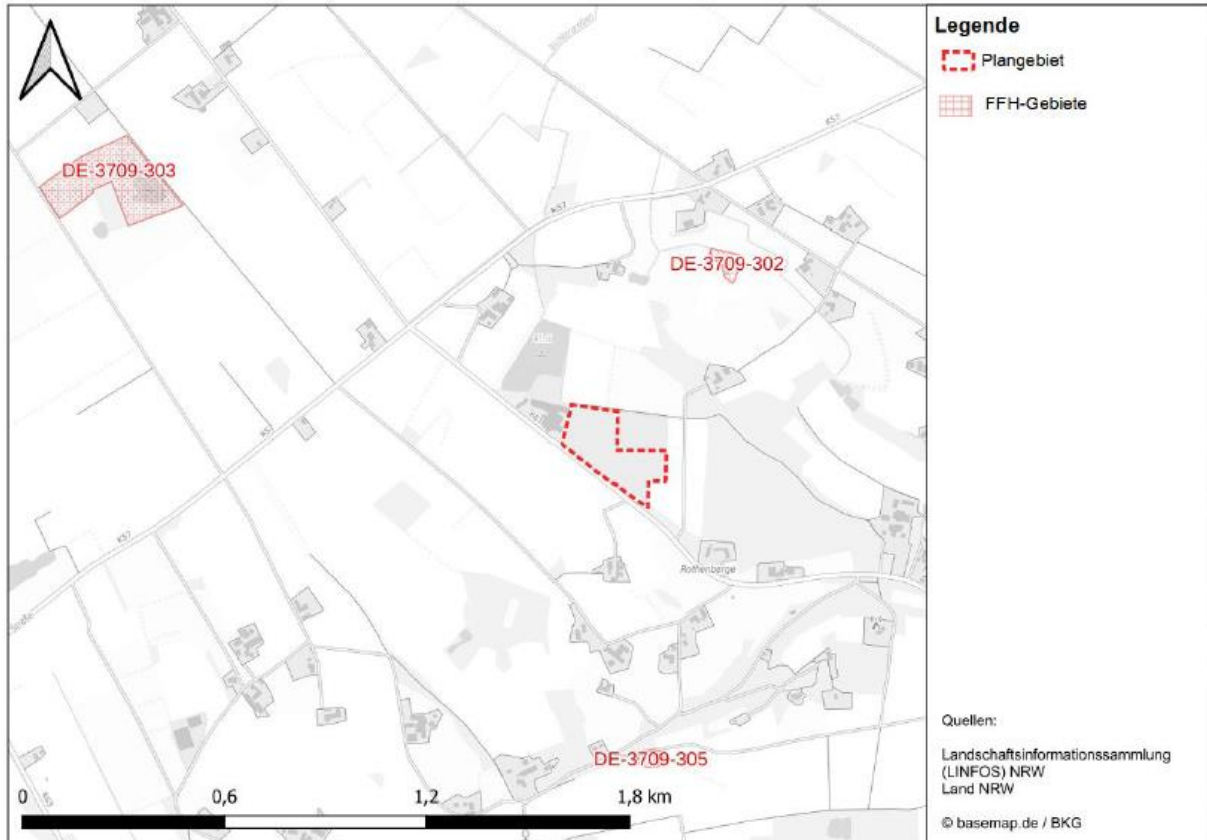 Legende
Plangebiet
FFH-Gebiete
DE-3709-303
K57
K57
DE-3709-302
K57
K57
Rothenberge
DE-3709-305
0 0,6 1,2 1,8 km
Quellen:
Landschaftsinformationssammlung
(LINFOS) NRW
Land NRW
© basemap.de / BKG